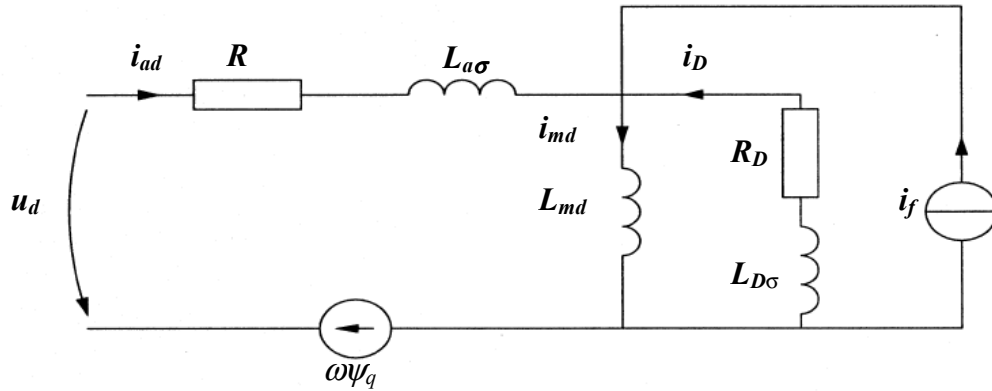 i_ad
R
L_aσ
i_D
i_md
R_D
L_md
i_f
u_d
L_Dσ
ωψ_q